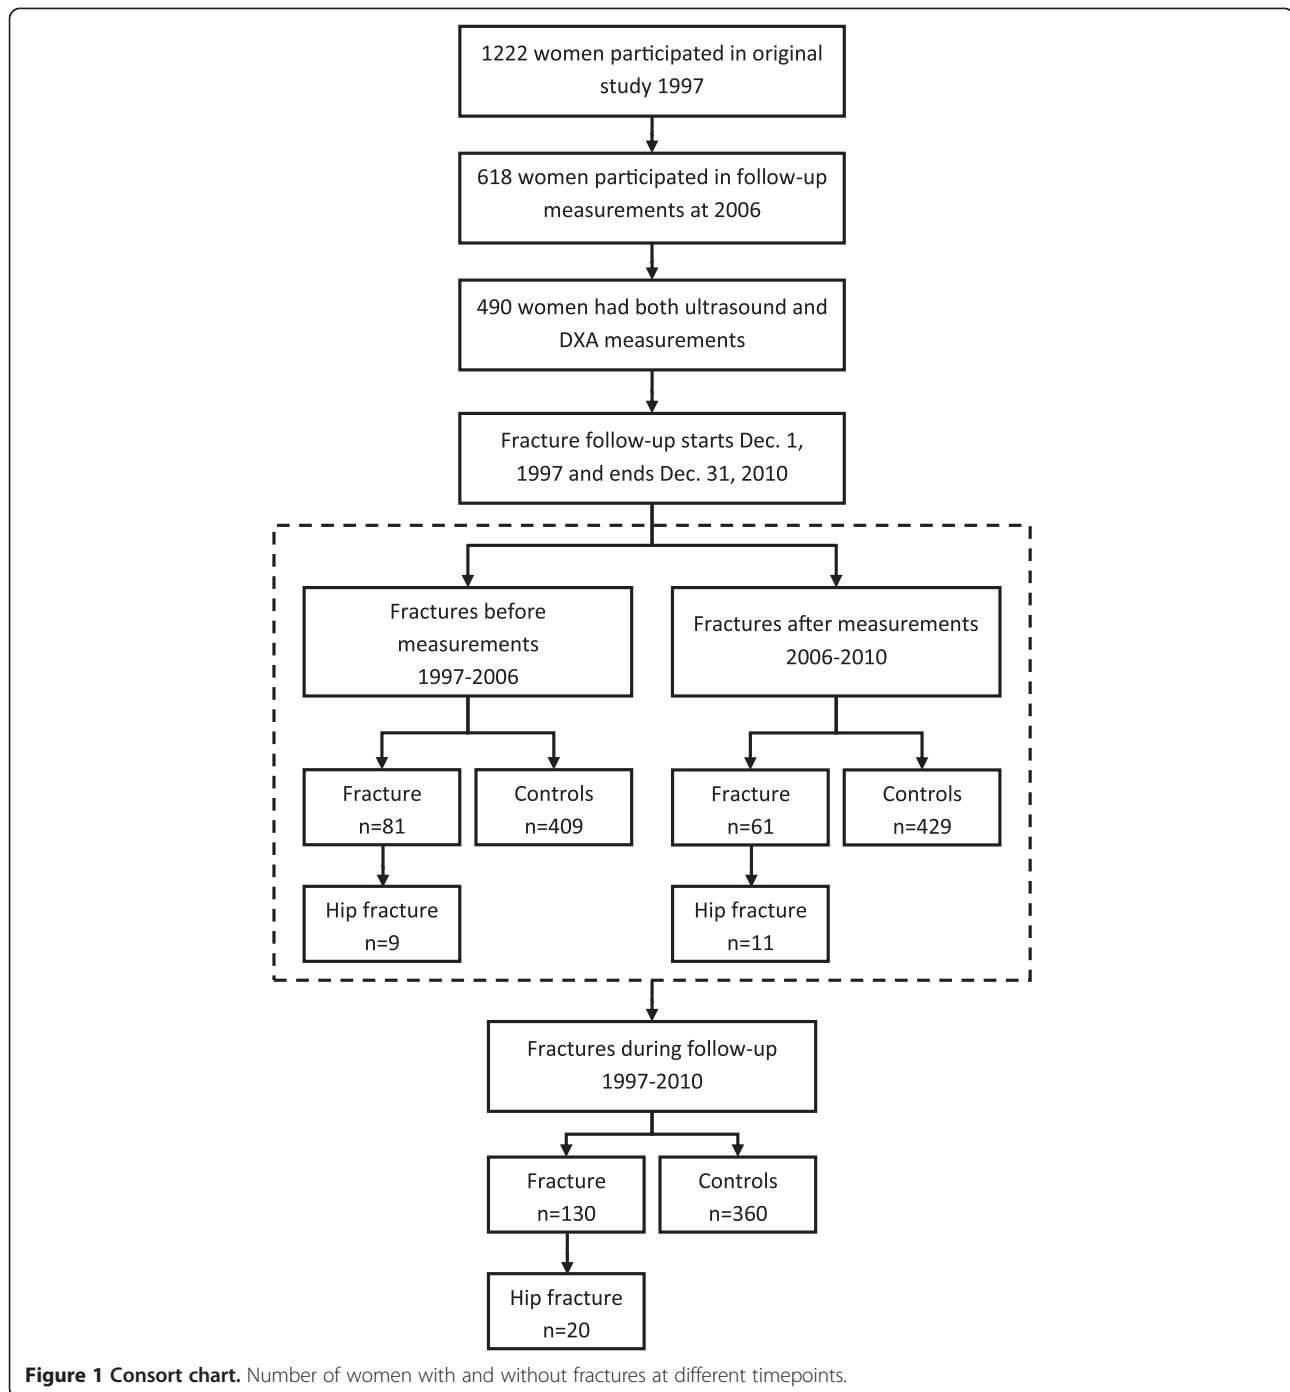 1222 women participated in original
study 1997
618 women participated in follow-up
measurements at 2006
490 women had both ultrasound and
DXA measurements
Fracture follow-up starts Dec. 1,
1997 and ends Dec. 31, 2010
Fractures before
measurements
1997-2006
Fractures after measurements
2006-2010
Fracture
n=81
Controls
n=409
Fracture
n=61
Controls
n=429
Hip fracture
n=9
Hip fracture
n=11
Fractures during follow-up
1997-2010
Fracture
n=130
Controls
n=360
Hip fracture
n=20
Figure 1 Consort chart. Number of women with and without fractures at different timepoints.